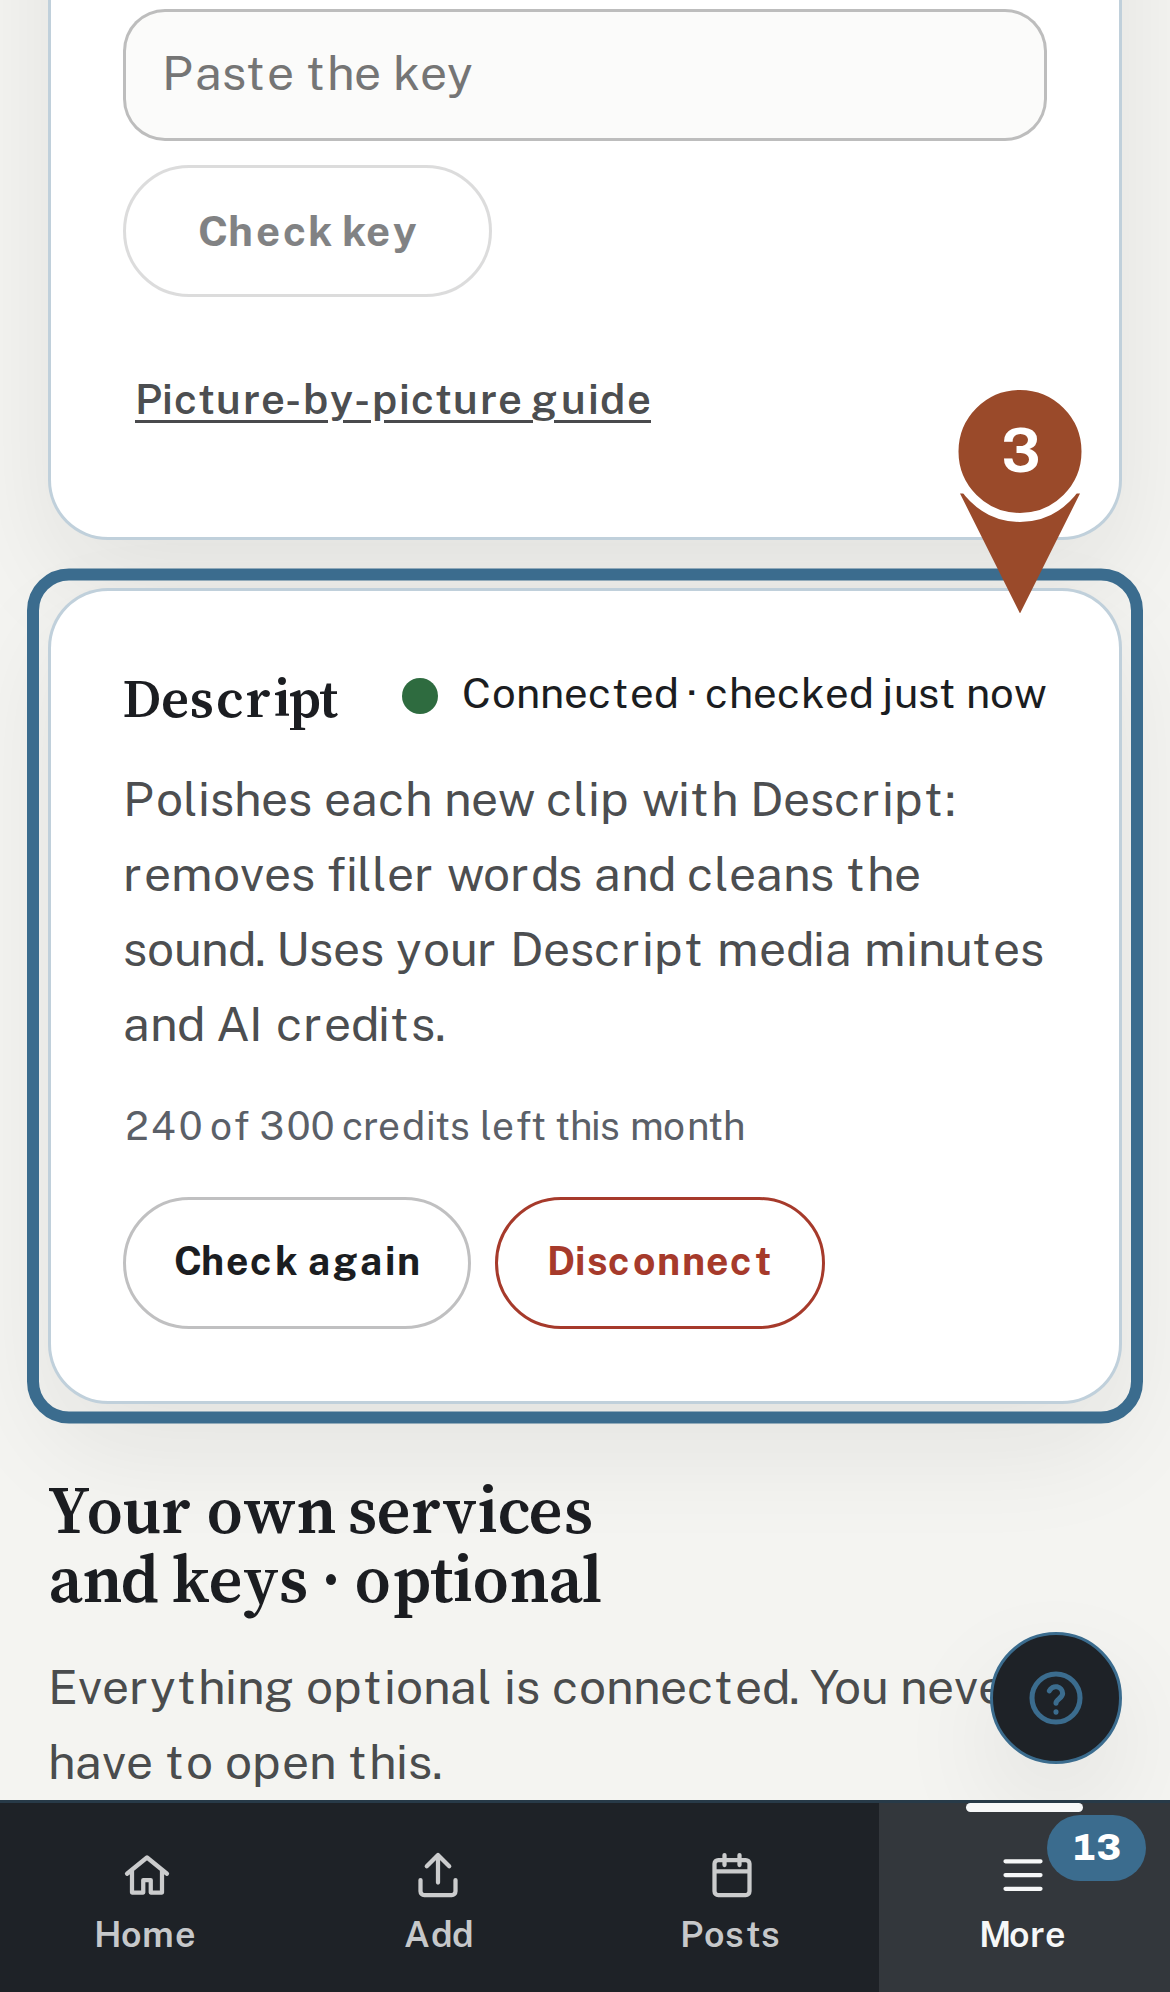 Paste the key
Check key
Picture-by-picture guide
3
Descript
Connected · checked just now
Polishes each new clip with Descript:
removes filler words and cleans the
sound. Uses your Descript media minutes
and AI credits.
240 of 300 credits left this month
Check again
Disconnect
Your own services
and keys · optional
Everything optional is connected. You neve
have to open this.
?
13
Home
Add
Posts
More